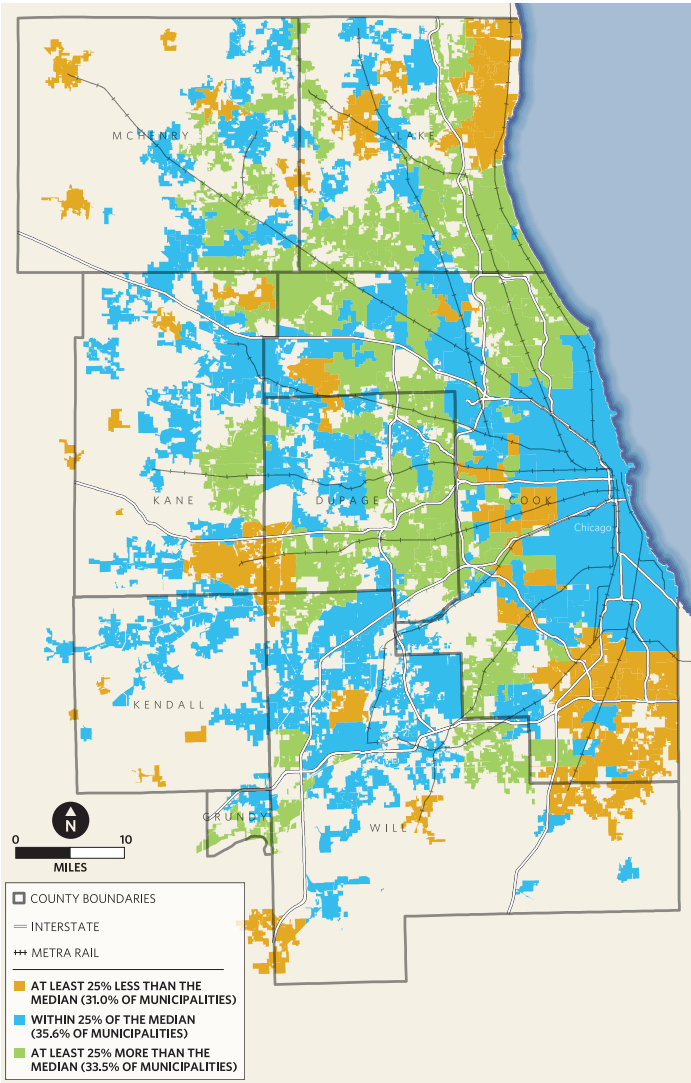 MCHENRY
LAKE
KANE
DUPAGE
COOK
Chicago
KENDALL
GRUNDY
WILL
N
0 10
MILES
COUNTY BOUNDARIES
INTERSTATE
METRA RAIL
AT LEAST 25% LESS THAN THE
MEDIAN (31.0% OF MUNICIPALITIES)
WITHIN 25% OF THE MEDIAN
(35.6% OF MUNICIPALITIES)
AT LEAST 25% MORE THAN THE
MEDIAN (33.5% OF MUNICIPALITIES)